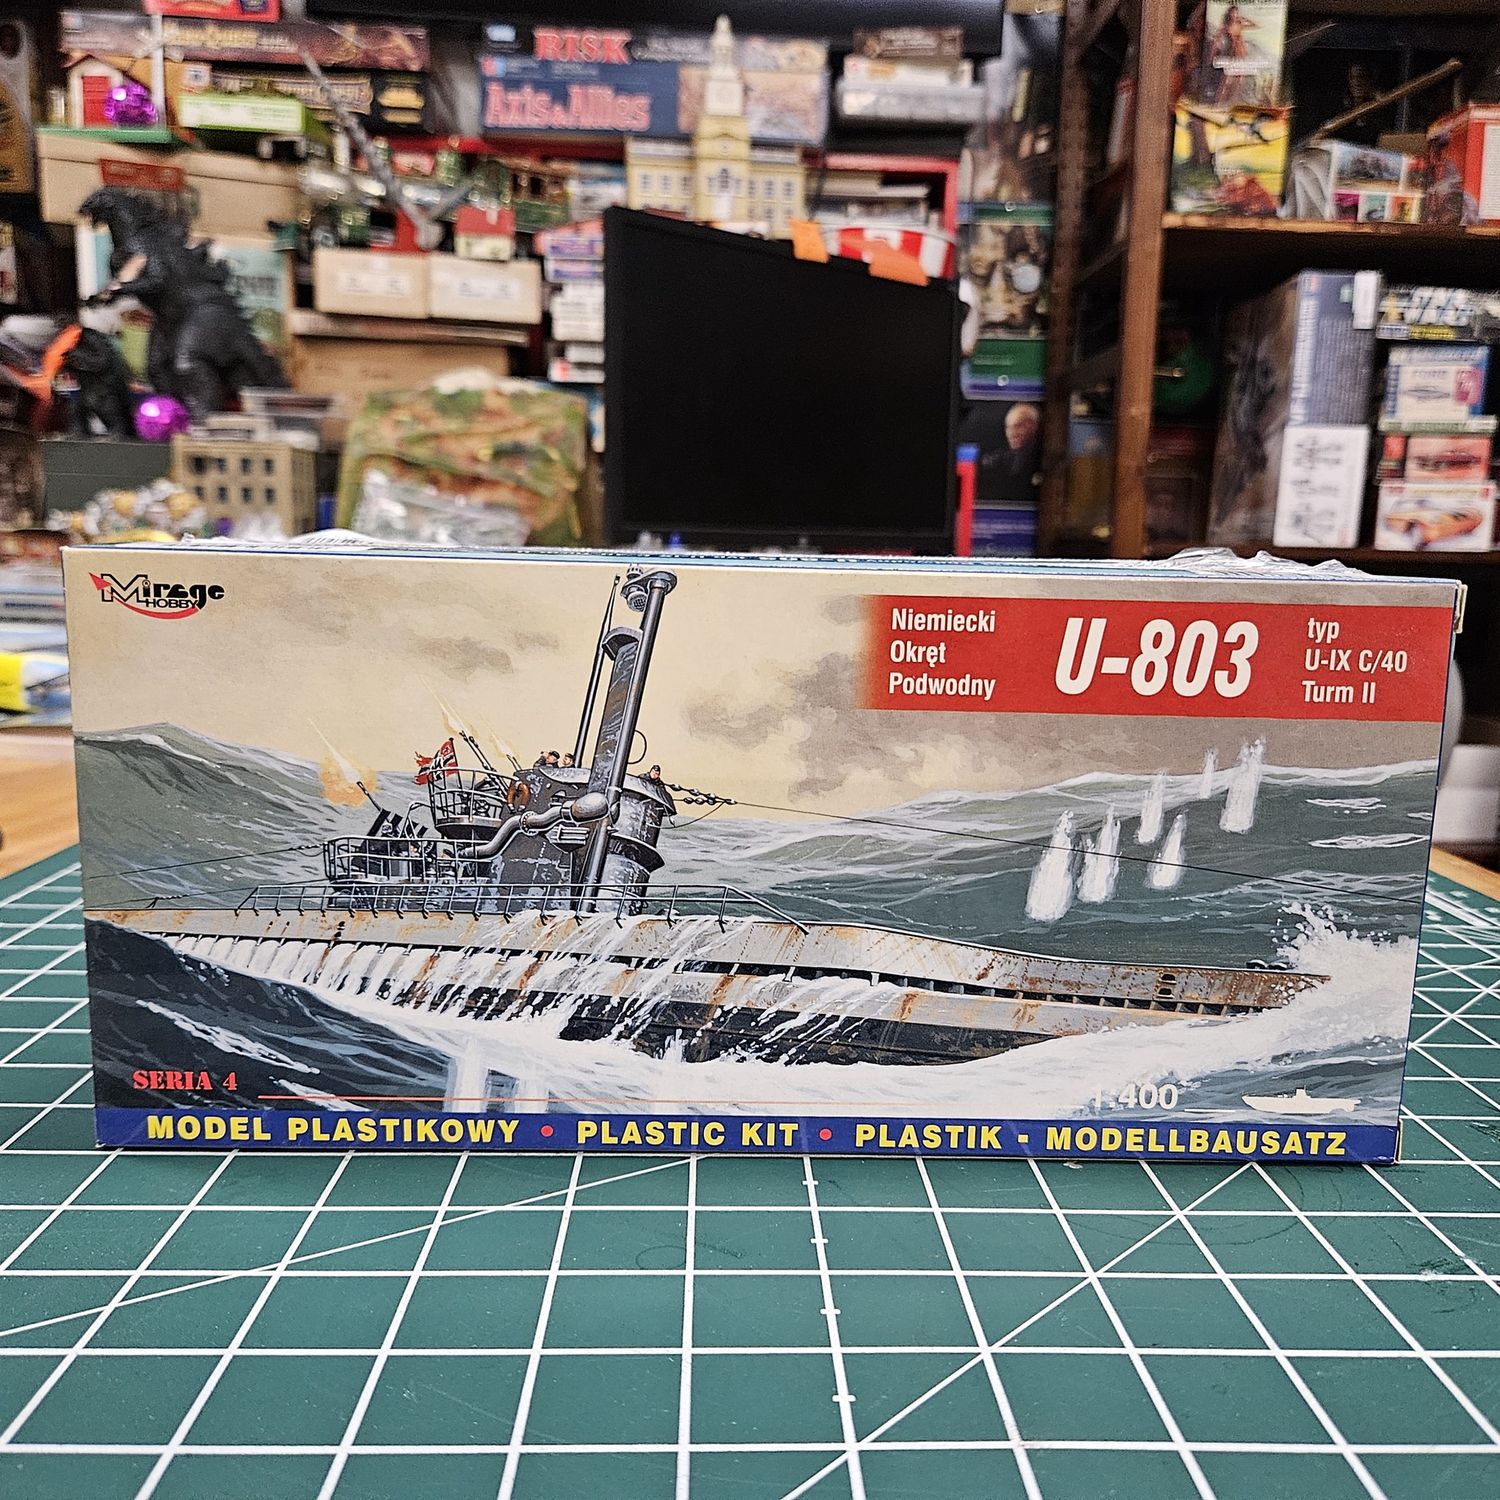 RISK
Axis & Allies
Mirage
HOBBY
Niemiecki
Okręt
Podwodny
U-803
typ
U-IX C/40
Turm II
SERIA 4
1:400
MODEL PLASTIKOWY • PLASTIC KIT • PLASTIK - MODELLBAUSATZ